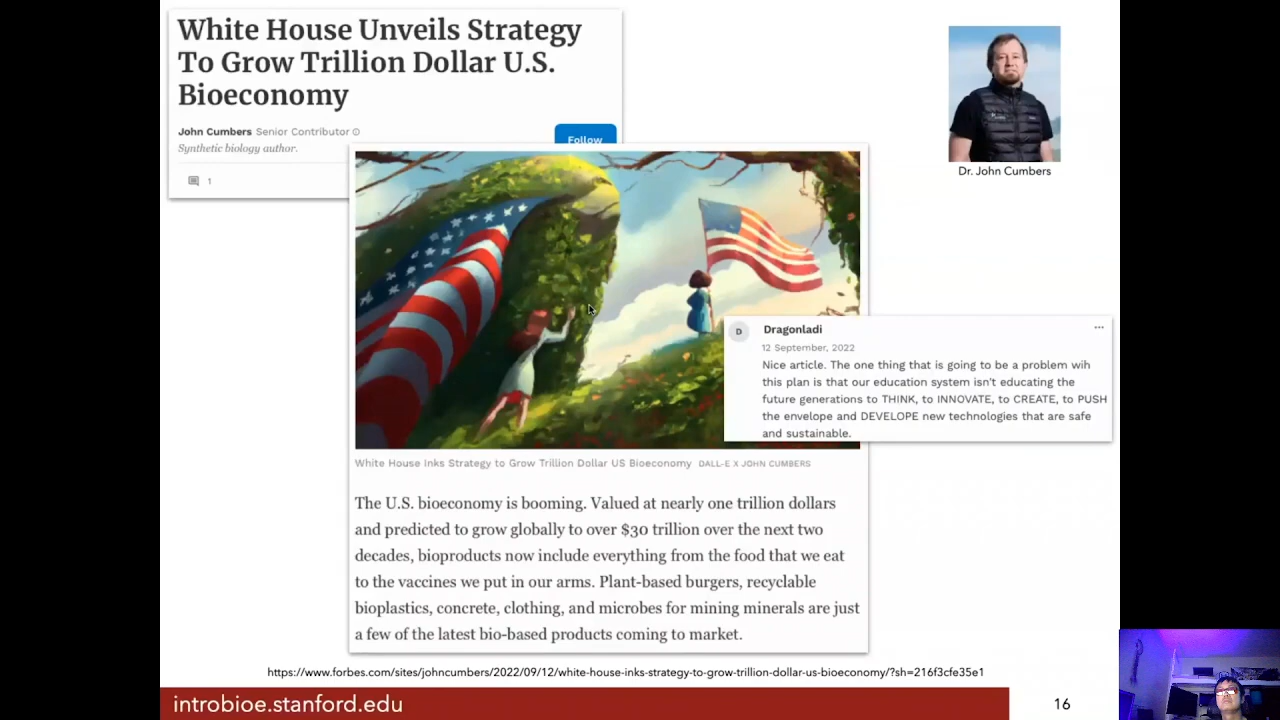 White House Unveils Strategy
To Grow Trillion Dollar U.S.
Bioeconomy
John Cumbers Senior Contributor
Synthetic biology author.
Follow
1
Dr. John Cumbers
D
Dragonladi
12 September, 2022
Nice article. The one thing that is going to be a problem wih
this plan is that our education system isn't educating the
future generations to THINK, to INNOVATE, to CREATE, to PUSH
the envelope and DEVELOPE new technologies that are safe
and sustainable.
White House Inks Strategy to Grow Trillion Dollar US Bioeconomy DALL-E X JOHN CUMBERS
The U.S. bioeconomy is booming. Valued at nearly one trillion dollars
and predicted to grow globally to over $30 trillion over the next two
decades, bioproducts now include everything from the food that we eat
to the vaccines we put in our arms. Plant-based burgers, recyclable
bioplastics, concrete, clothing, and microbes for mining minerals are just
a few of the latest bio-based products coming to market.
https://www.forbes.com/sites/johncumbers/2022/09/12/white-house-inks-strategy-to-grow-trillion-dollar-us-bioeconomy/?sh=216f3cfe35e1
introbioe.stanford.edu
16